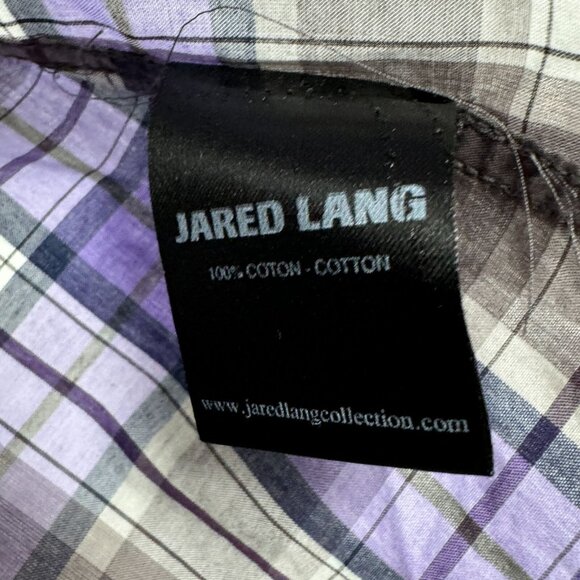 JARED LANG
100% COTON - COTTON
www.jaredlangcollection.com